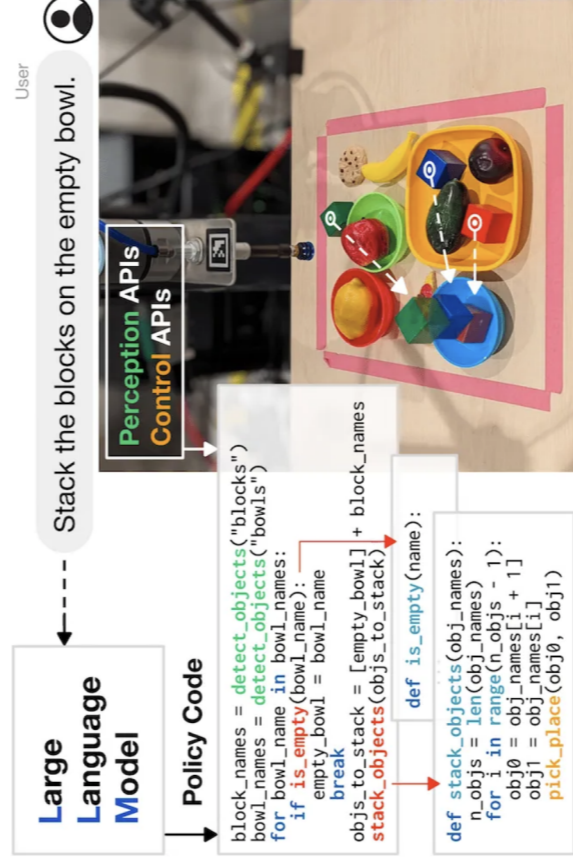 User
Stack the blocks on the empty bowl.
Large
Language
Model
Policy Code
Perception APIs
Control APIs
block_names = detect_objects("blocks")
bowl_names = detect_objects("bowls")
for bowl_name in bowl_names:
if is_empty(bowl_name):
empty_bowl = bowl_name
break
objs_to_stack = [empty_bowl] + block_names
stack_objects(objs_to_stack)
def is_empty(name):
...
def stack_objects(obj_names):
n_objs = len(obj_names)
for i in range(n_objs - 1):
obj0 = obj_names[i + 1]
obj1 = obj_names[i]
pick_place(obj0, obj1)